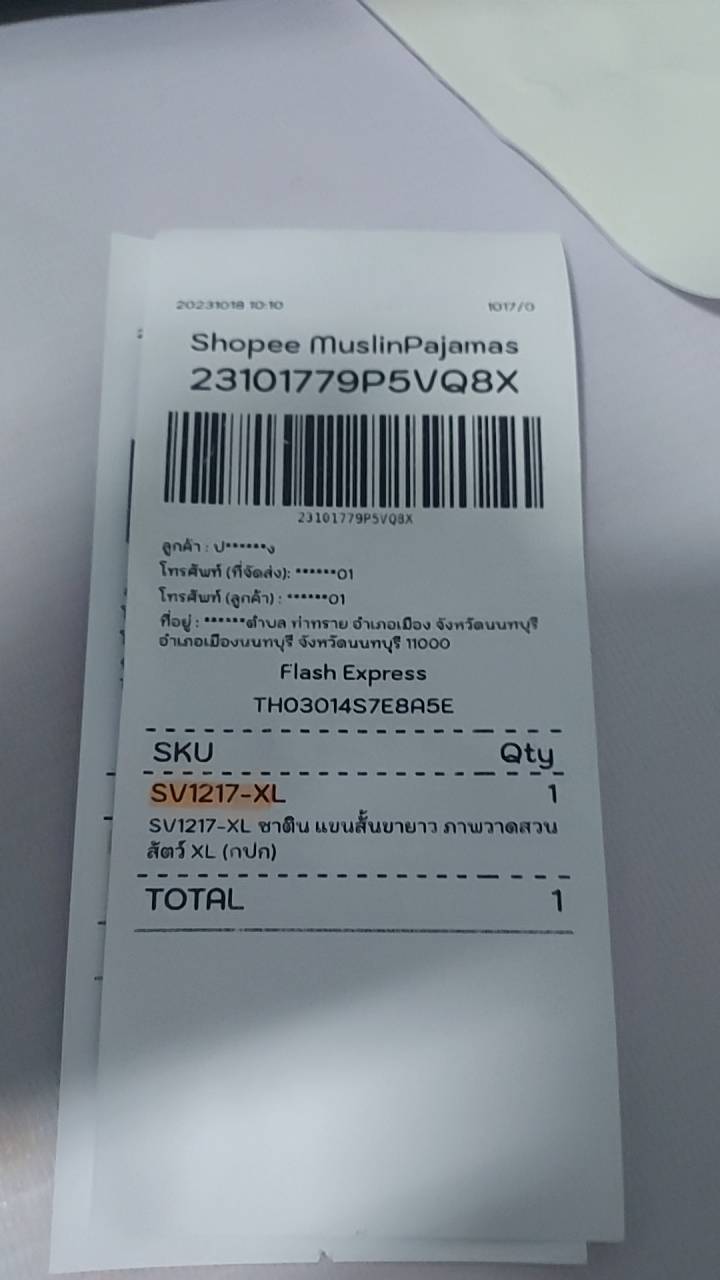 20231018 10:10 1017/0
Shopee MuslinPajamas
23101779P5VQ8X
23101779P5VQ8X
ลูกค้า : ป******ง
โทรศัพท์ (ที่จัดส่ง): ******01
โทรศัพท์ (ลูกค้า) : ******01
ที่อยู่ : ******ตำบล ท่าทราย อำเภอเมือง จังหวัดนนทบุรี
อำเภอเมืองนนทบุรี จังหวัดนนทบุรี 11000
Flash Express
TH03014S7E8A5E
SKU Qty
SV1217-XL 1
SV1217-XL ซาติน แขนสั้นขายาว ภาพวาดสวน
สัตว์ XL (กปก)
TOTAL 1